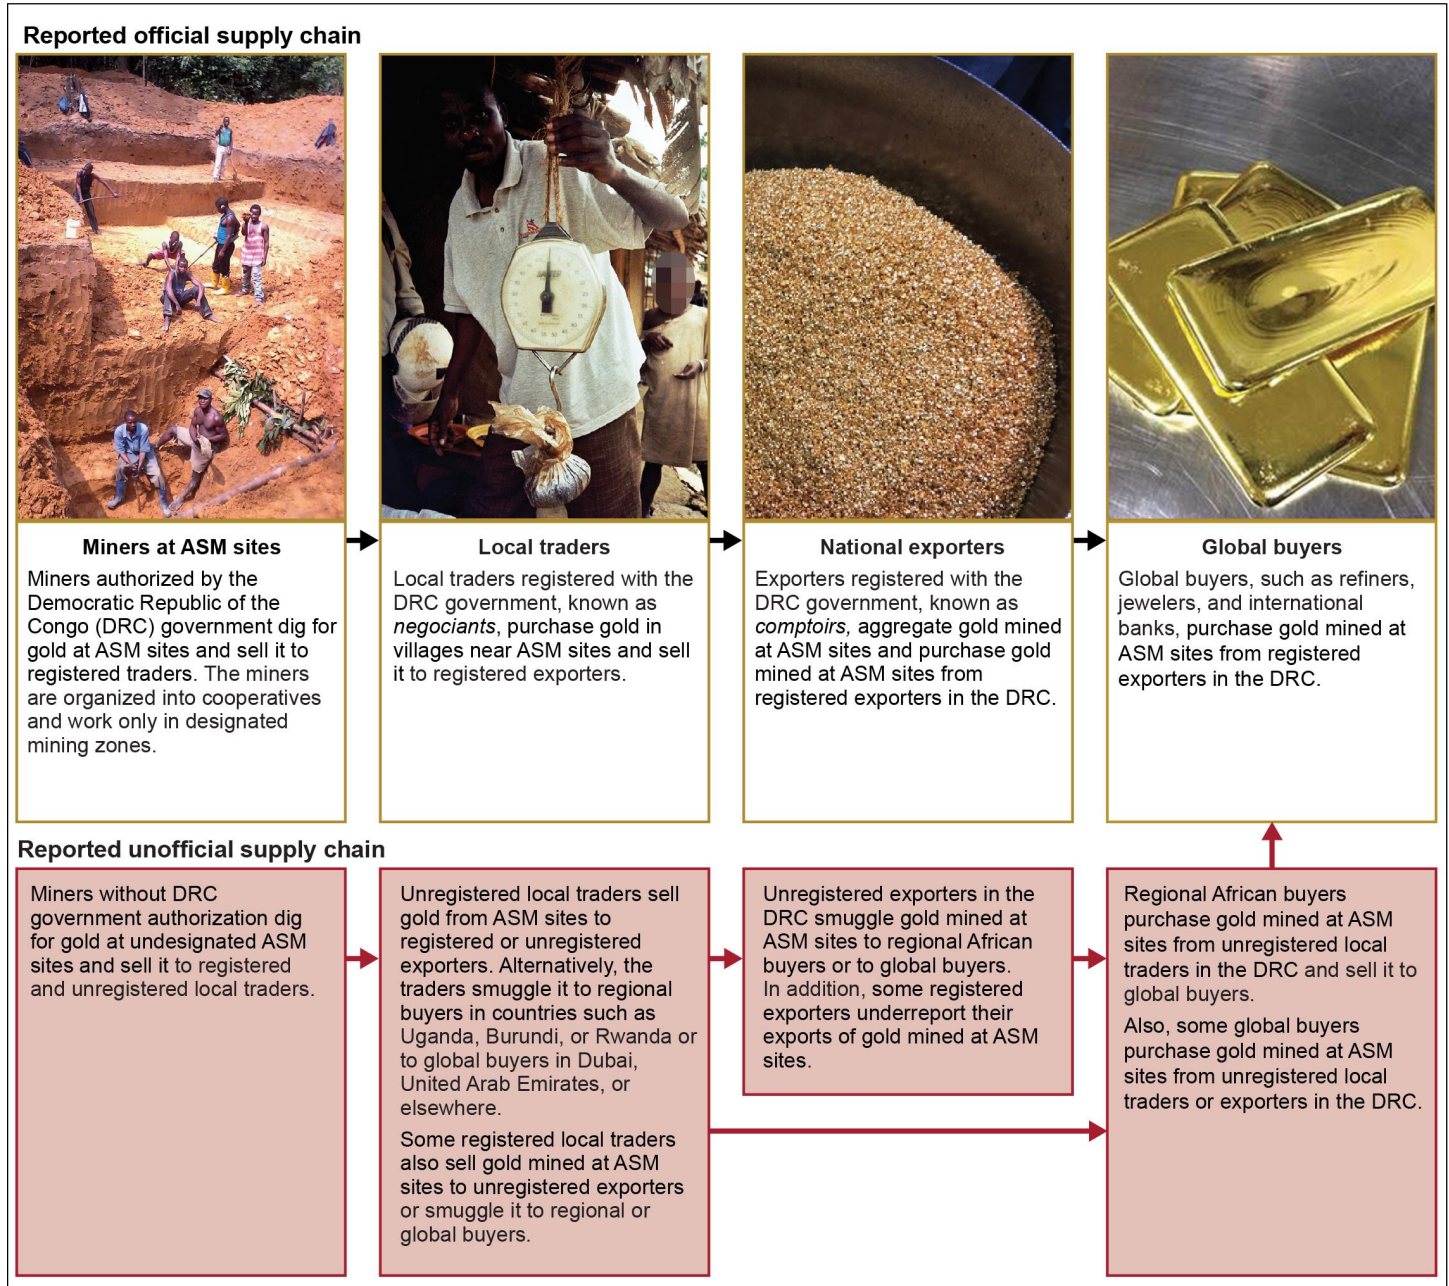 Reported official supply chain
Miners at ASM sites
Miners authorized by the
Democratic Republic of the
Congo (DRC) government dig for
gold at ASM sites and sell it to
registered traders. The miners
are organized into cooperatives
and work only in designated
mining zones.
Local traders
Local traders registered with the
DRC government, known as
negociants, purchase gold in
villages near ASM sites and sell
it to registered exporters.
National exporters
Exporters registered with the
DRC government, known as
comptoirs, aggregate gold mined
at ASM sites and purchase gold
mined at ASM sites from
registered exporters in the DRC.
Global buyers
Global buyers, such as refiners,
jewelers, and international
banks, purchase gold mined at
ASM sites from registered
exporters in the DRC.
Reported unofficial supply chain
Miners without DRC
government authorization dig
for gold at undesignated ASM
sites and sell it to registered
and unregistered local traders.
Unregistered local traders sell
gold from ASM sites to
registered or unregistered
exporters. Alternatively, the
traders smuggle it to regional
buyers in countries such as
Uganda, Burundi, or Rwanda or
to global buyers in Dubai,
United Arab Emirates, or
elsewhere.
Some registered local traders
also sell gold mined at ASM
sites to unregistered exporters
or smuggle it to regional or
global buyers.
Unregistered exporters in the
DRC smuggle gold mined at
ASM sites to regional African
buyers or to global buyers.
In addition, some registered
exporters underreport their
exports of gold mined at ASM
sites.
Regional African buyers
purchase gold mined at ASM
sites from unregistered local
traders in the DRC and sell it to
global buyers.
Also, some global buyers
purchase gold mined at ASM
sites from unregistered local
traders or exporters in the DRC.